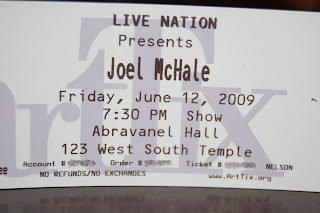 LIVE NATION
Presents
Joel McHale
Friday, June 12, 2009
7:30 PM Show
Abravanel Hall
123 West South Temple
Account # Order # Ticket # NELSON
NO REFUNDS/NO EXCHANGES www.ArtTix.org